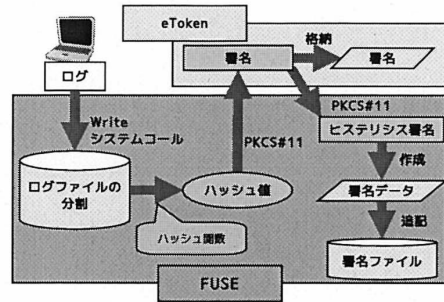 eToken
格納
署名
署名
ログ
PKCS#11
Write
システムコール
PKCS#11
ヒステリシス署名
作成
ログファイルの
分割
ハッシュ値
署名データ
ハッシュ関数
追記
署名ファイル
FUSE